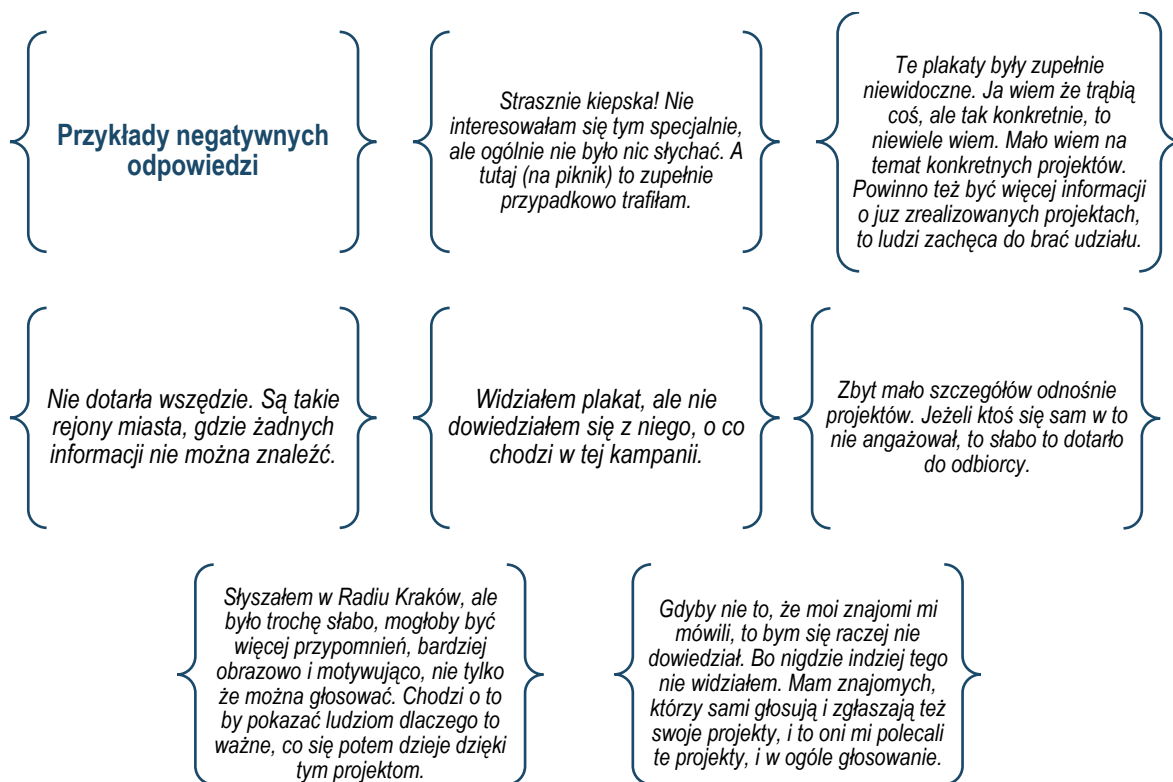 Przykłady negatywnych
odpowiedzi
Strasznie kiepska! Nie
interesowałam się tym specjalnie,
ale ogólnie nie było nic słychać. A
tutaj (na piknik) to zupełnie
przypadkowo trafiłam.
Te plakaty były zupełnie
niewidoczne. Ja wiem że trąbią
coś, ale tak konkretnie, to
niewiele wiem. Mało wiem na
temat konkretnych projektów.
Powinno też być więcej informacji
o juz zrealizowanych projektach,
to ludzi zachęca do brać udziału.
Nie dotarła wszędzie. Są takie
rejony miasta, gdzie żadnych
informacji nie można znaleźć.
Widziałem plakat, ale nie
dowiedziałem się z niego, o co
chodzi w tej kampanii.
Zbyt mało szczegółów odnośnie
projektów. Jeżeli ktoś się sam w to
nie angażował, to słabo to dotarło
do odbiorcy.
Słyszałem w Radiu Kraków, ale
było trochę słabo, mogłoby być
więcej przypomnień, bardziej
obrazowo i motywująco, nie tylko
że można głosować. Chodzi o to
by pokazać ludziom dlaczego to
ważne, co się potem dzieje dzięki
tym projektom.
Gdyby nie to, że moi znajomi mi
mówili, to bym się raczej nie
dowiedział. Bo nigdzie indziej tego
nie widziałem. Mam znajomych,
którzy sami głosują i zgłaszają też
swoje projekty, i to oni mi polecali
te projekty, i w ogóle głosowanie.